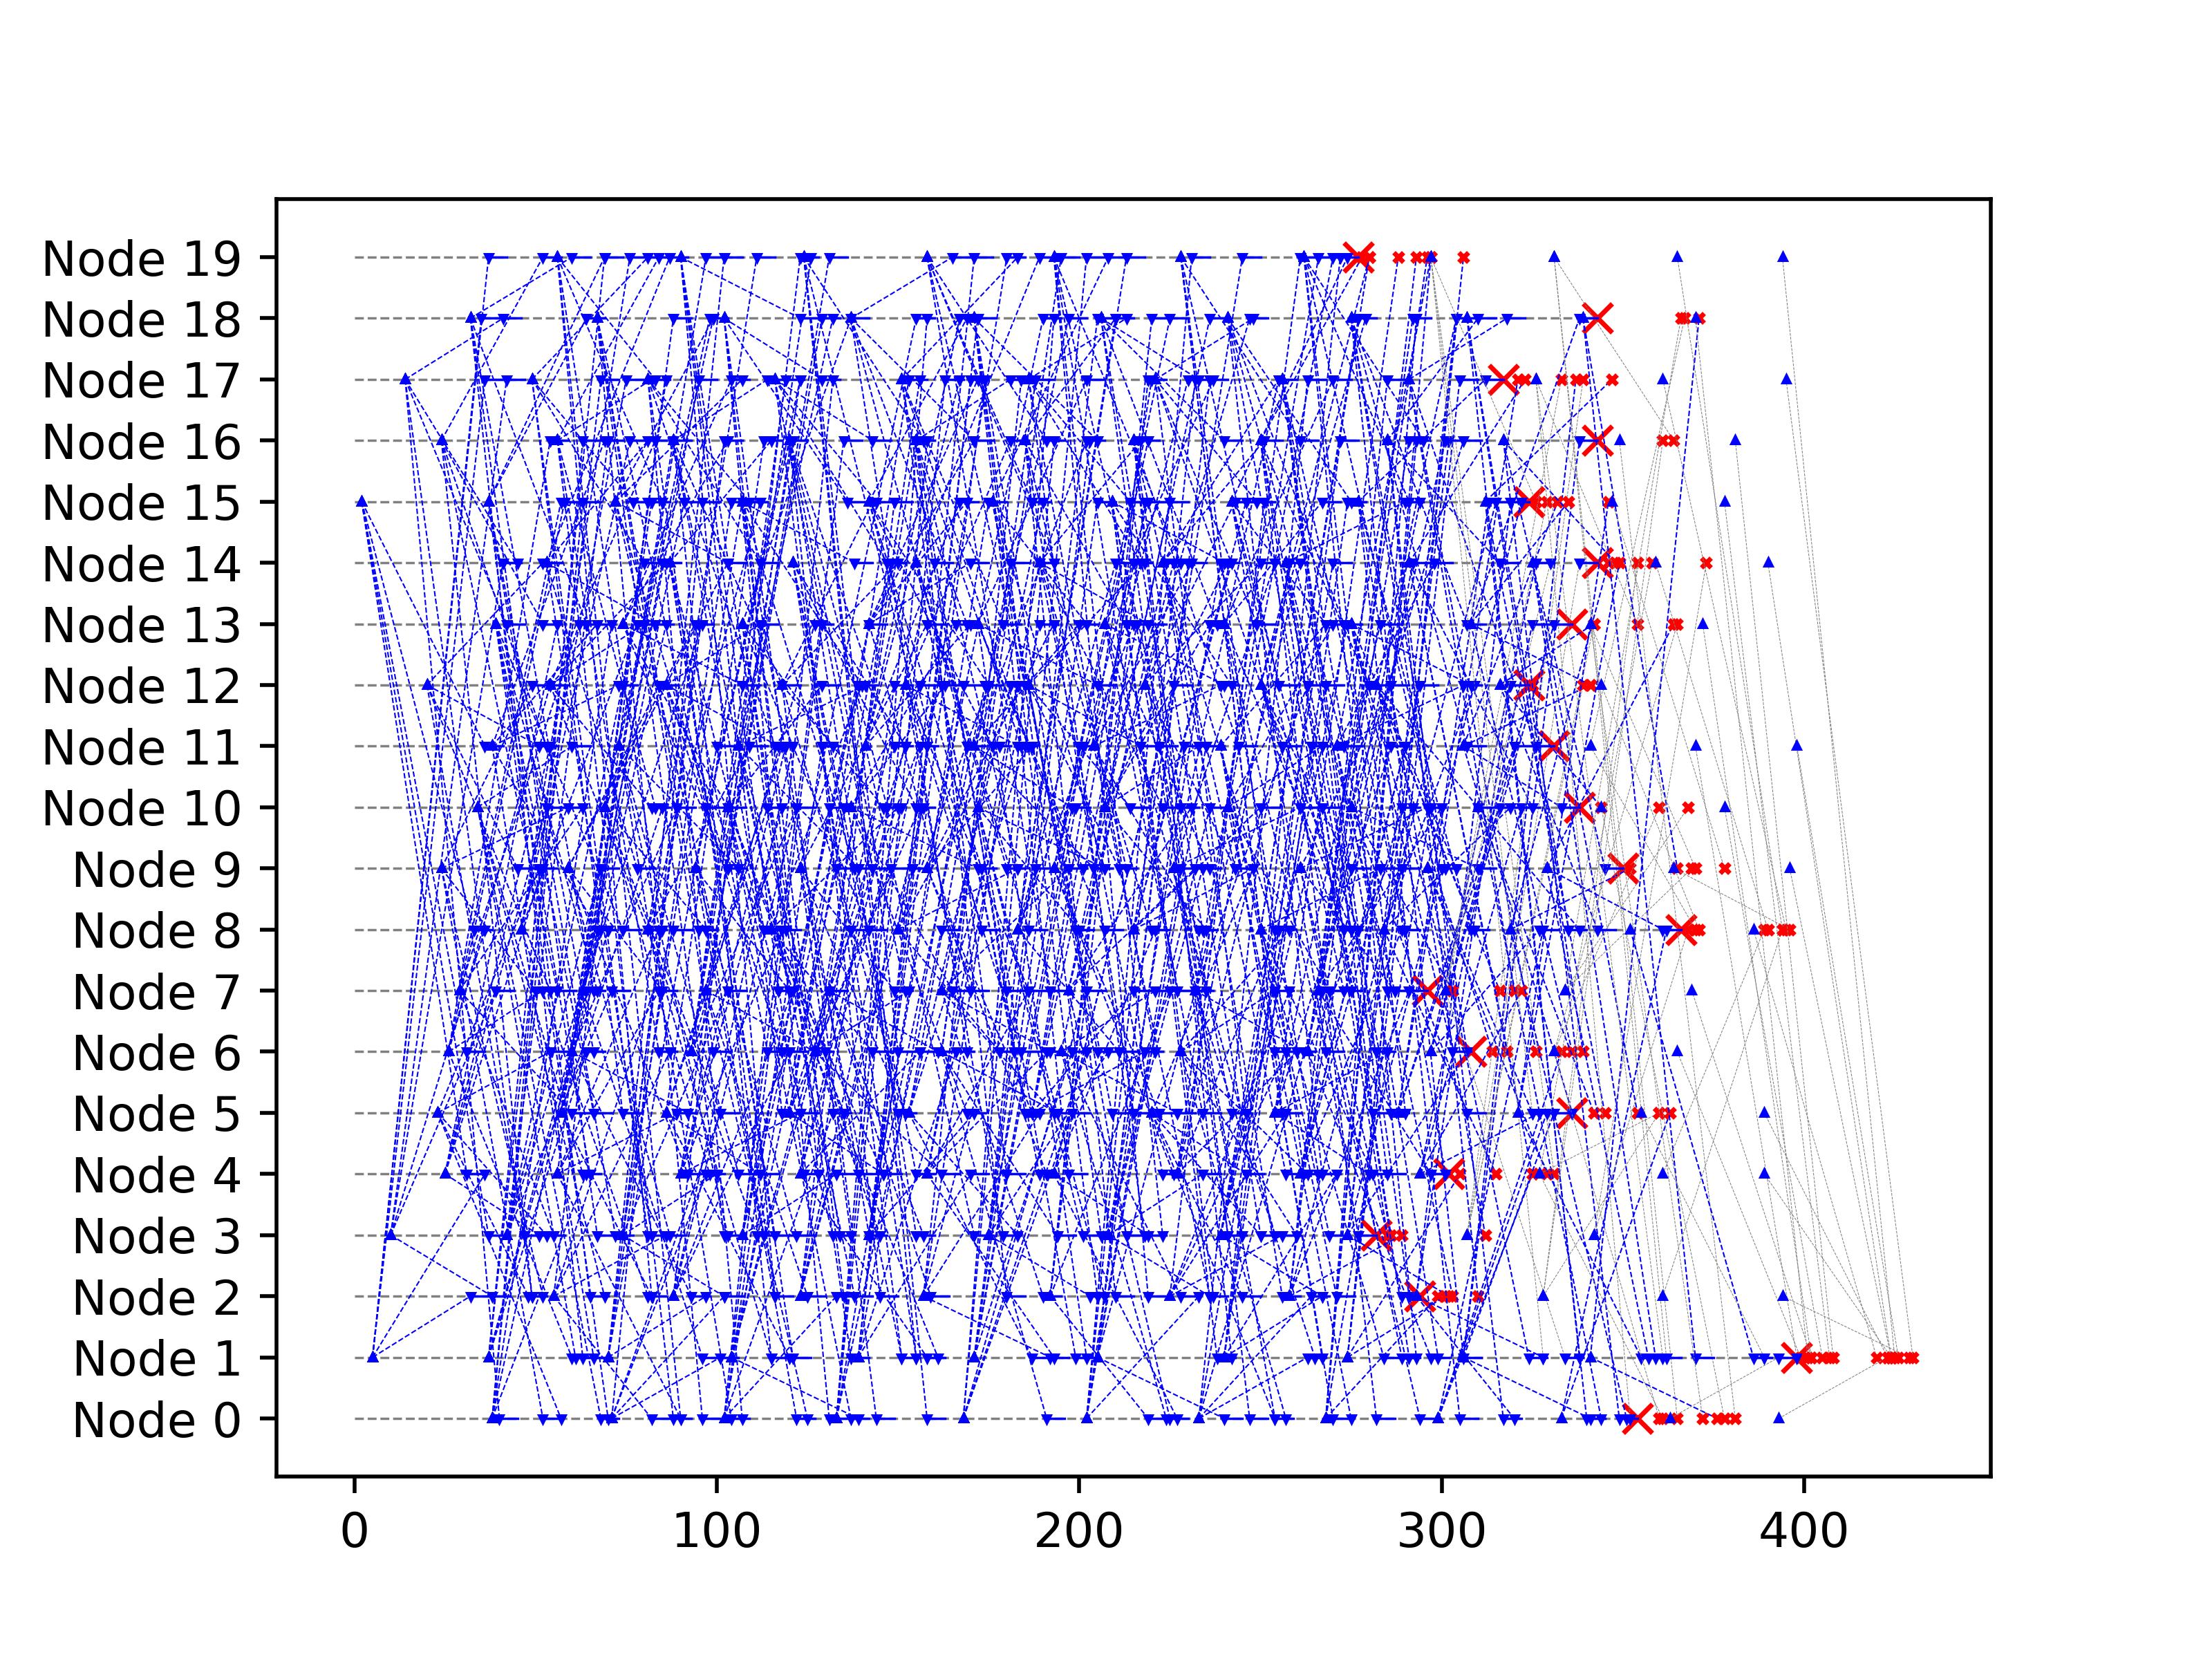 Node 19
Node 18
Node 17
Node 16
Node 15
Node 14
Node 13
Node 12
Node 11
Node 10
Node 9
Node 8
Node 7
Node 6
Node 5
Node 4
Node 3
Node 2
Node 1
Node 0
0 100 200 300 400